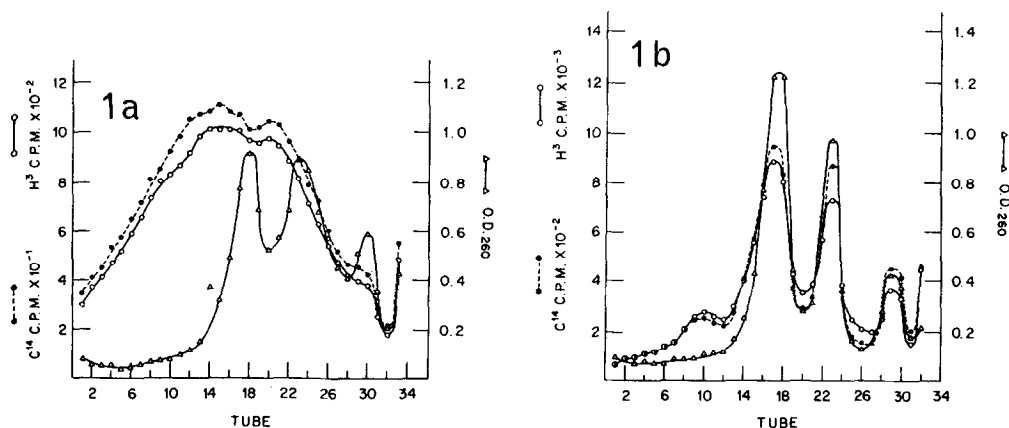 1a
H³ C.P.M. X10⁻²
C¹⁴ C.P.M. X10⁻¹
12
10
8
6
4
2
1.2
1.0
0.8
0.6
0.4
0.2
O.D.₂₆₀
2 6 10 14 18 22 26 30 34
TUBE
1b
H³ C.P.M. X10⁻³
C¹⁴ C.P.M. X10⁻²
14
12
10
8
6
4
2
1.4
1.2
1.0
0.8
0.6
0.4
0.2
O.D.₂₆₀
2 6 10 14 18 22 26 30 34
TUBE